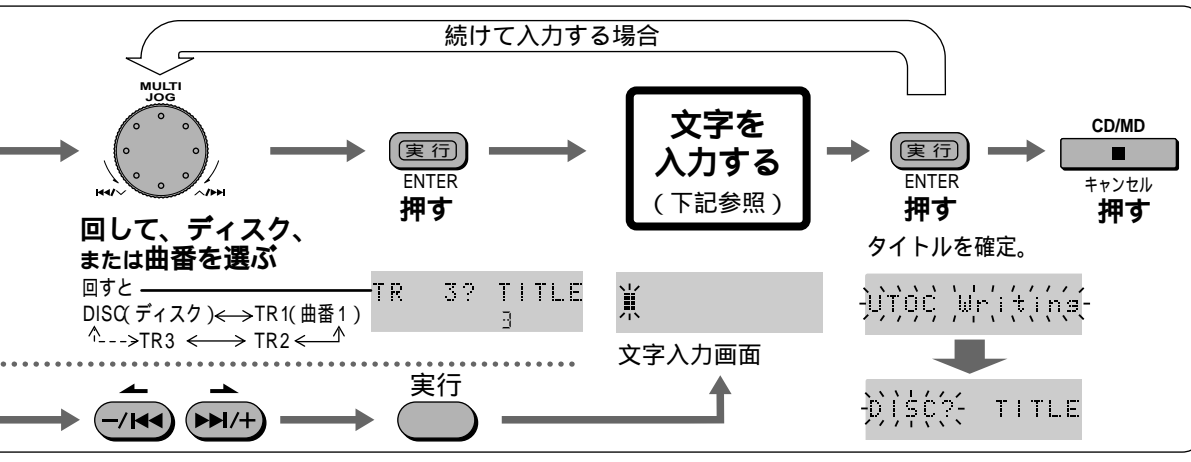 続けて入力する場合
MULTI
JOG
⏮/﹀ ︿/⏭
回して、ディスク、
または曲番を選ぶ
回すと
DISC(ディスク)⟷TR1(曲番1)
--->TR3 ⟷ TR2
TR 3? TITLE
3
実行
ENTER
押す
文字を
入力する
(下記参照)
文字入力画面
実行
ENTER
押す
タイトルを確定。
UTOC Writing
DISC? TITLE
CD/MD
■
キャンセル
押す
−/⏮ ⏭/+
実行